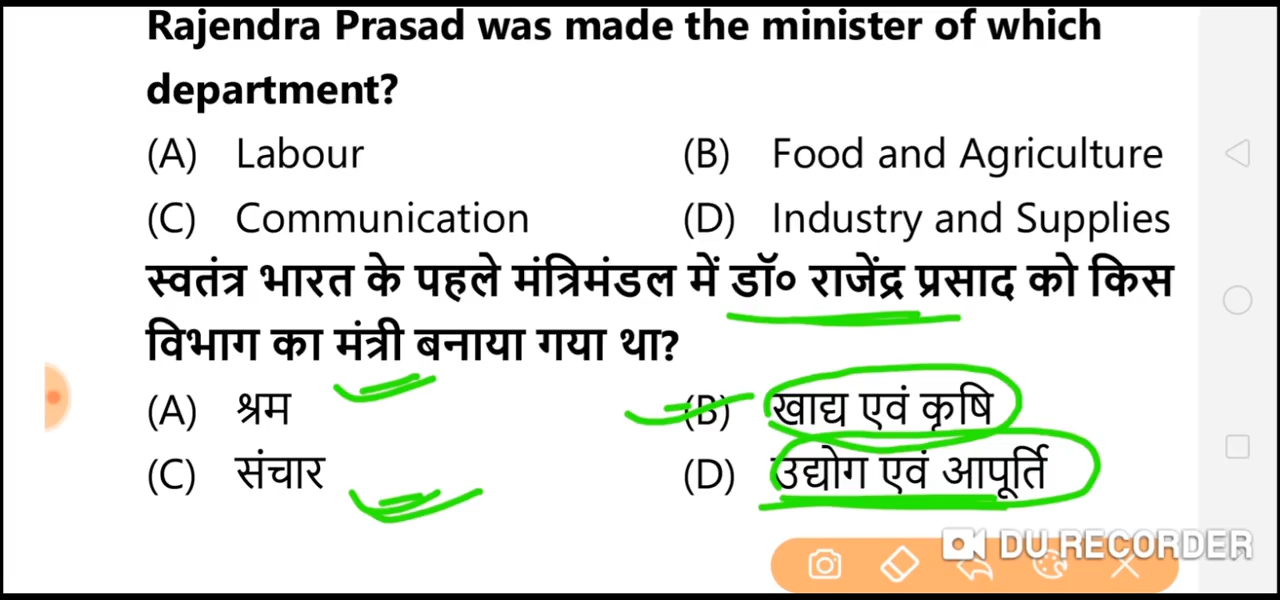 Rajendra Prasad was made the minister of which
department?
(A) Labour (B) Food and Agriculture
(C) Communication (D) Industry and Supplies
स्वतंत्र भारत के पहले मंत्रिमंडल में डॉ० राजेंद्र प्रसाद को किस
विभाग का मंत्री बनाया गया था?
(A) श्रम (B) खाद्य एवं कृषि
(C) संचार (D) उद्योग एवं आपूर्ति
DU RECORDER